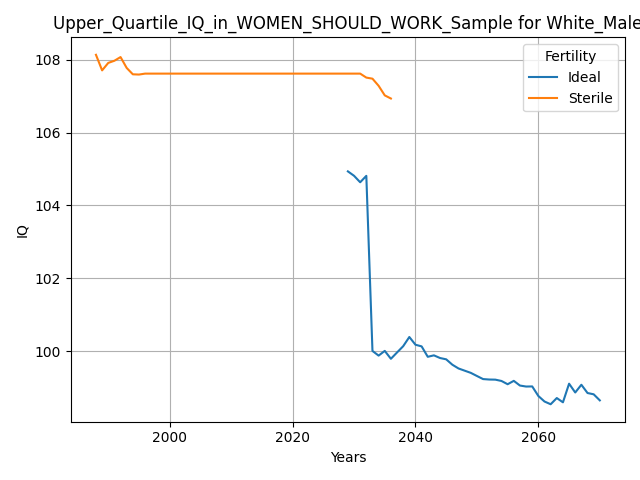 Upper_Quartile_IQ_in_WOMEN_SHOULD_WORK_Sample for White_Male
108
106
104
102
100
IQ
Fertility
Ideal
Sterile
2000 2020 2040 2060
Years